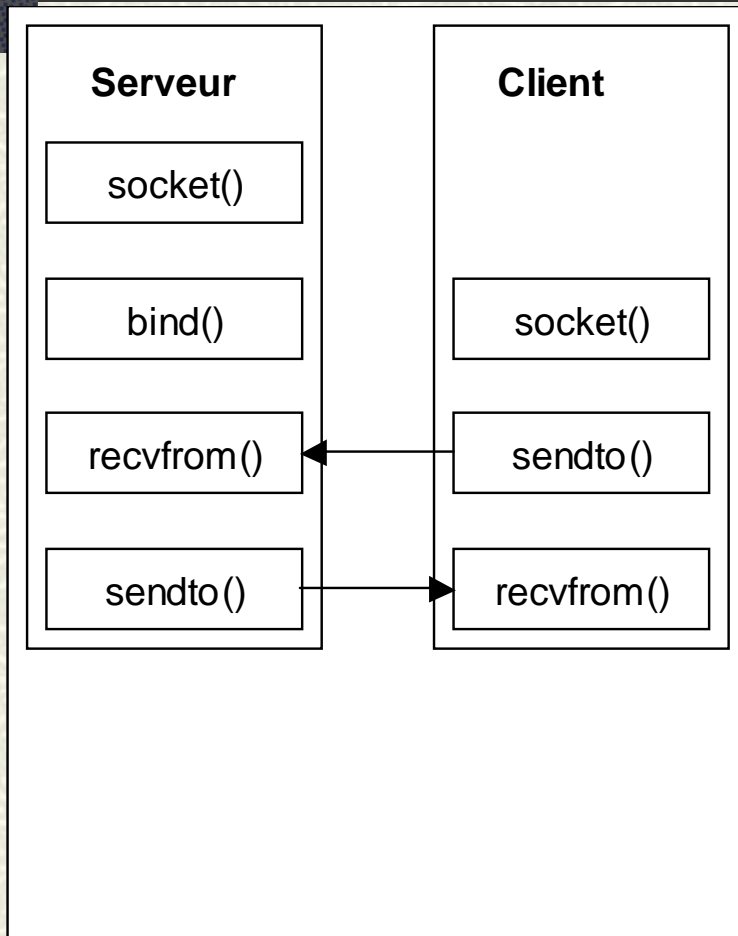 Serveur
socket()
bind()
recvfrom()
sendto()
Client
socket()
sendto()
recvfrom()